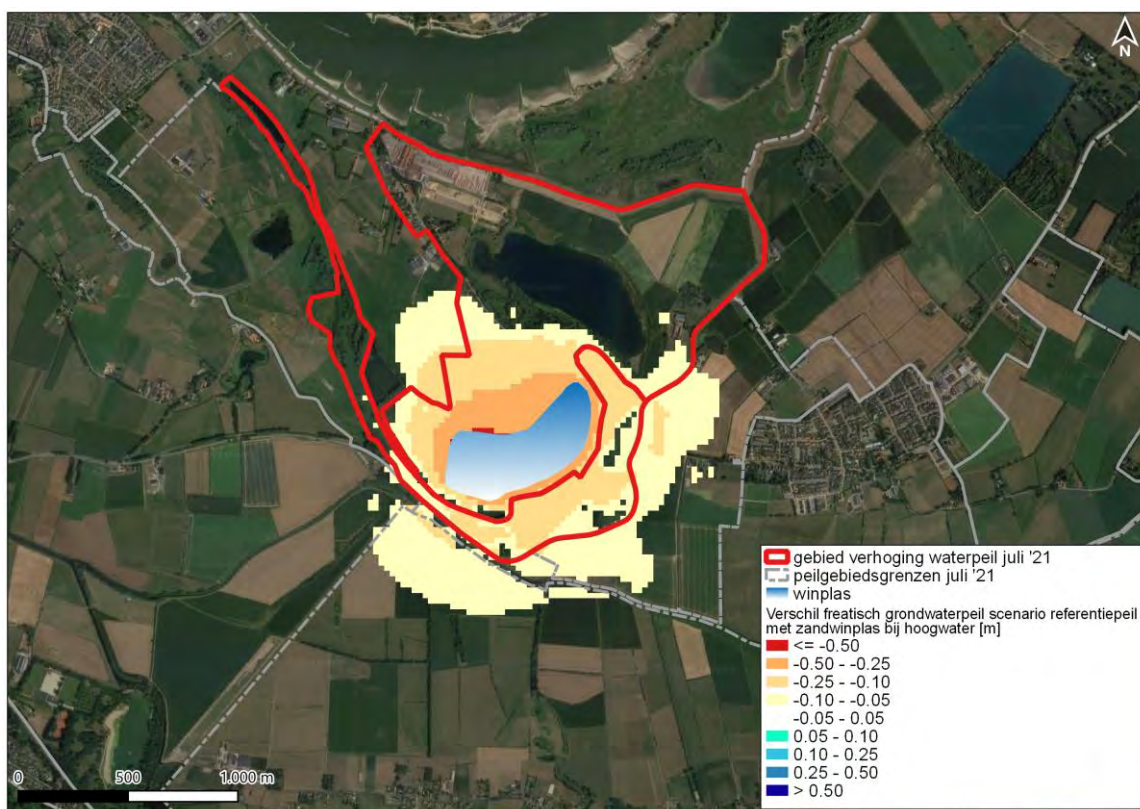 N
0 500 1.000 m
gebied verhoging waterpeil juli '21
peilgebiedsgrenzen juli '21
winplas
Verschil freatisch grondwaterpeil scenario referentiepeil
met zandwinplas bij hoogwater [m]
<= -0.50
-0.50 - -0.25
-0.25 - -0.10
-0.10 - -0.05
-0.05 - 0.05
0.05 - 0.10
0.10 - 0.25
0.25 - 0.50
> 0.50